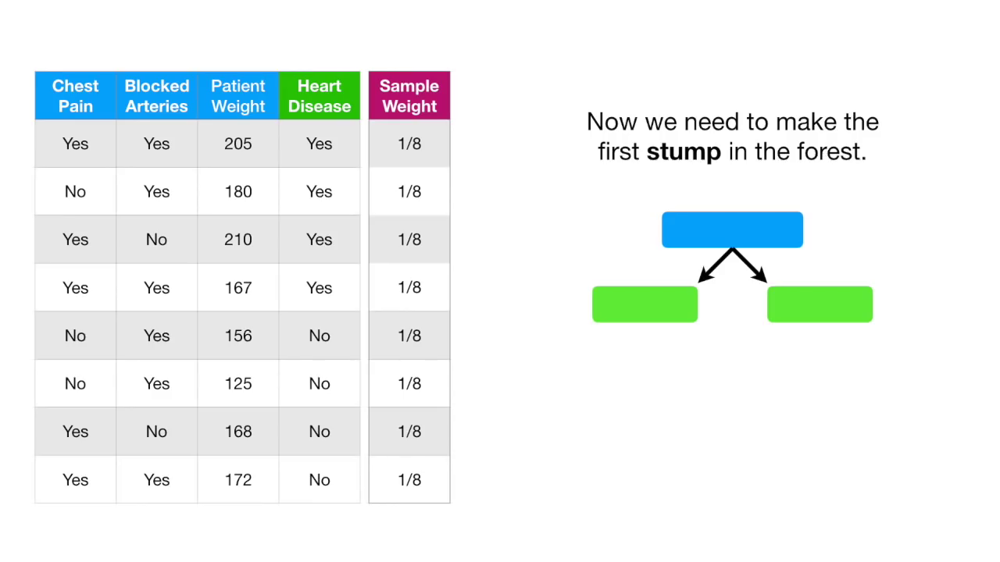 Chest Pain Blocked Arteries Patient Weight Heart Disease Sample Weight
Yes Yes 205 Yes 1/8
No Yes 180 Yes 1/8
Yes No 210 Yes 1/8
Yes Yes 167 Yes 1/8
No Yes 156 No 1/8
No Yes 125 No 1/8
Yes No 168 No 1/8
Yes Yes 172 No 1/8
Now we need to make the
first stump in the forest.